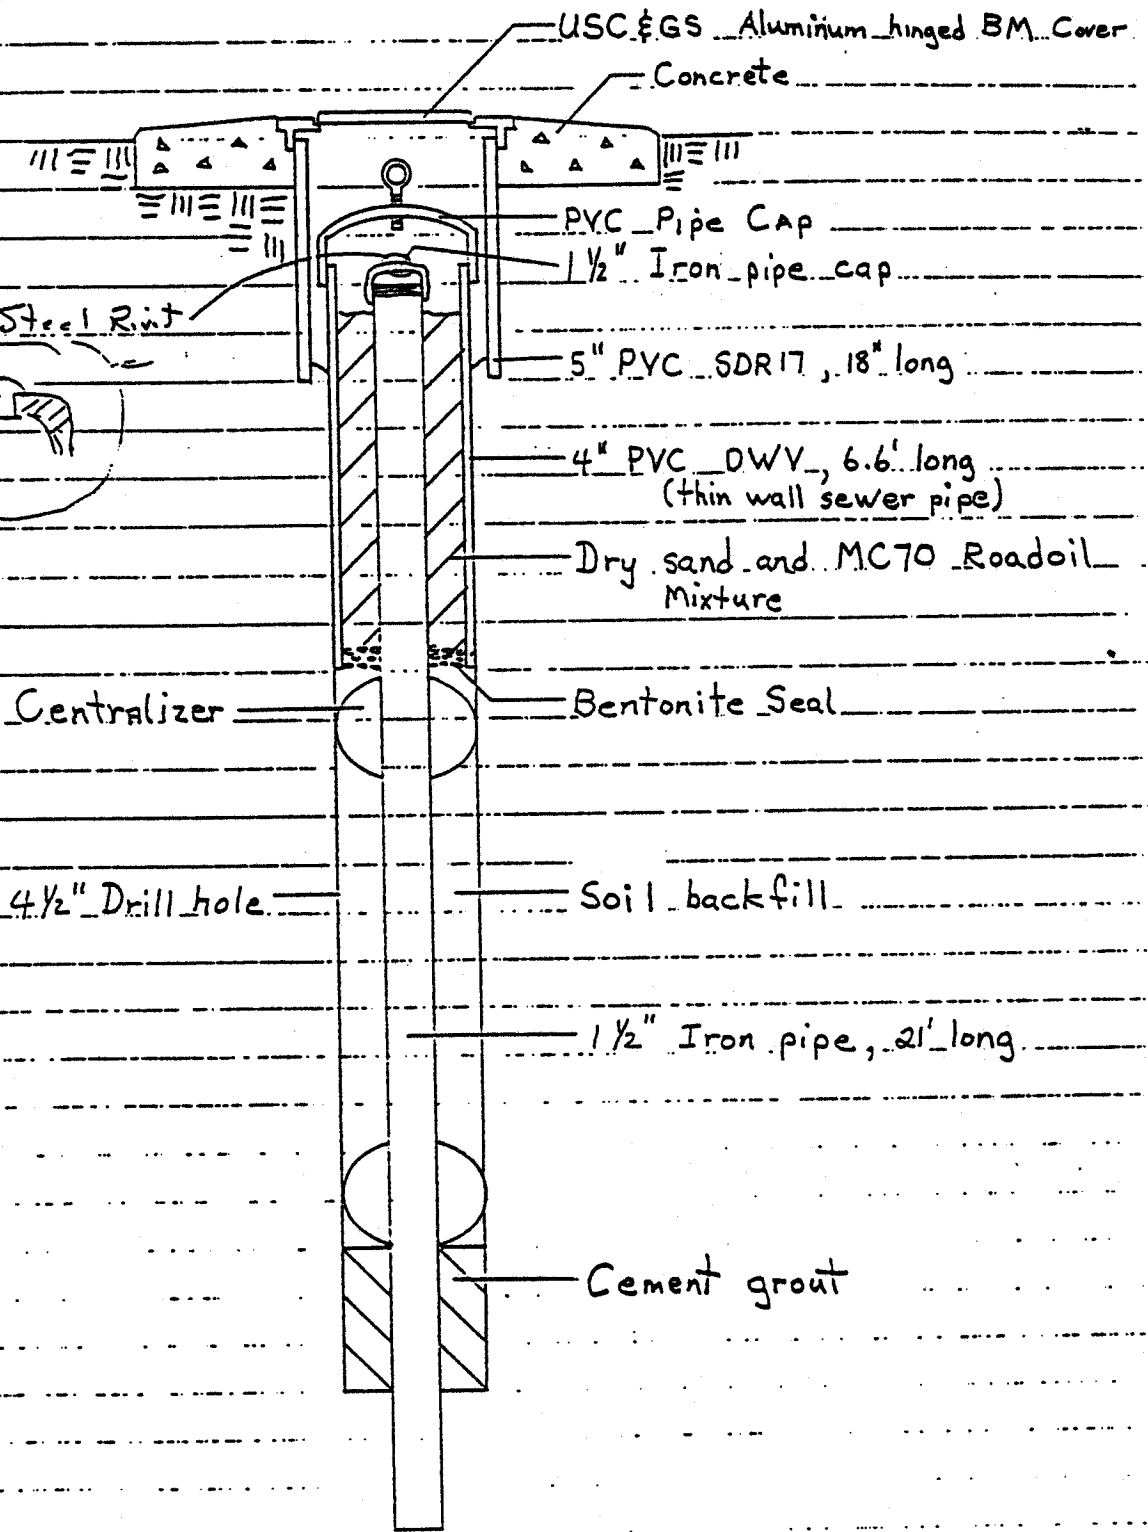 USC&GS Aluminum hinged BM Cover
Concrete
PVC Pipe Cap
1½" Iron pipe cap
Steel Rivt
5" PVC SDR17, 18" long
4" PVC DWV, 6.6' long
(thin wall sewer pipe)
Dry sand and MC70 Roadoil
Mixture
Centralizer
Bentonite Seal
4½" Drill hole
Soil backfill
1½" Iron pipe, 21' long
Cement grout